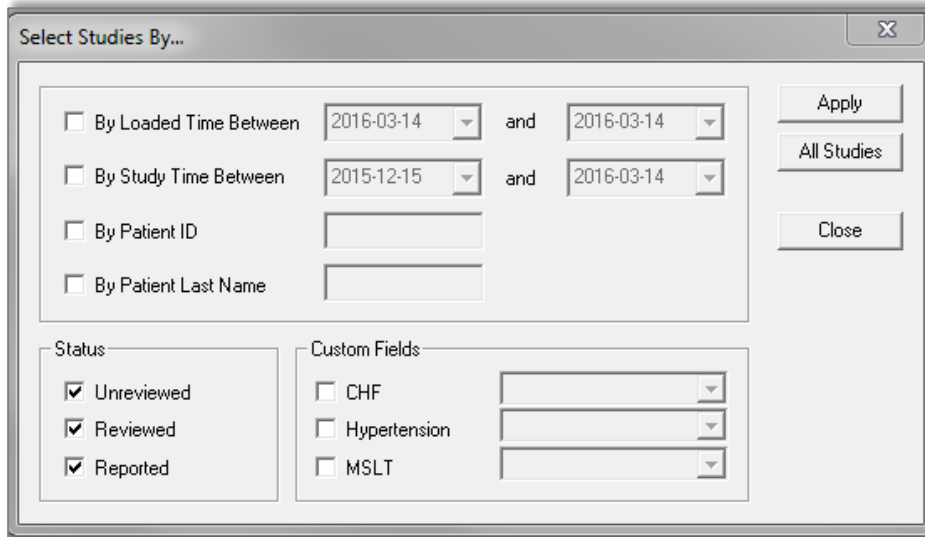 Select Studies By...
By Loaded Time Between 2016-03-14 and 2016-03-14
By Study Time Between 2015-12-15 and 2016-03-14
By Patient ID
By Patient Last Name
Apply
All Studies
Close
Status
Unreviewed
Reviewed
Reported
Custom Fields
CHF
Hypertension
MSLT